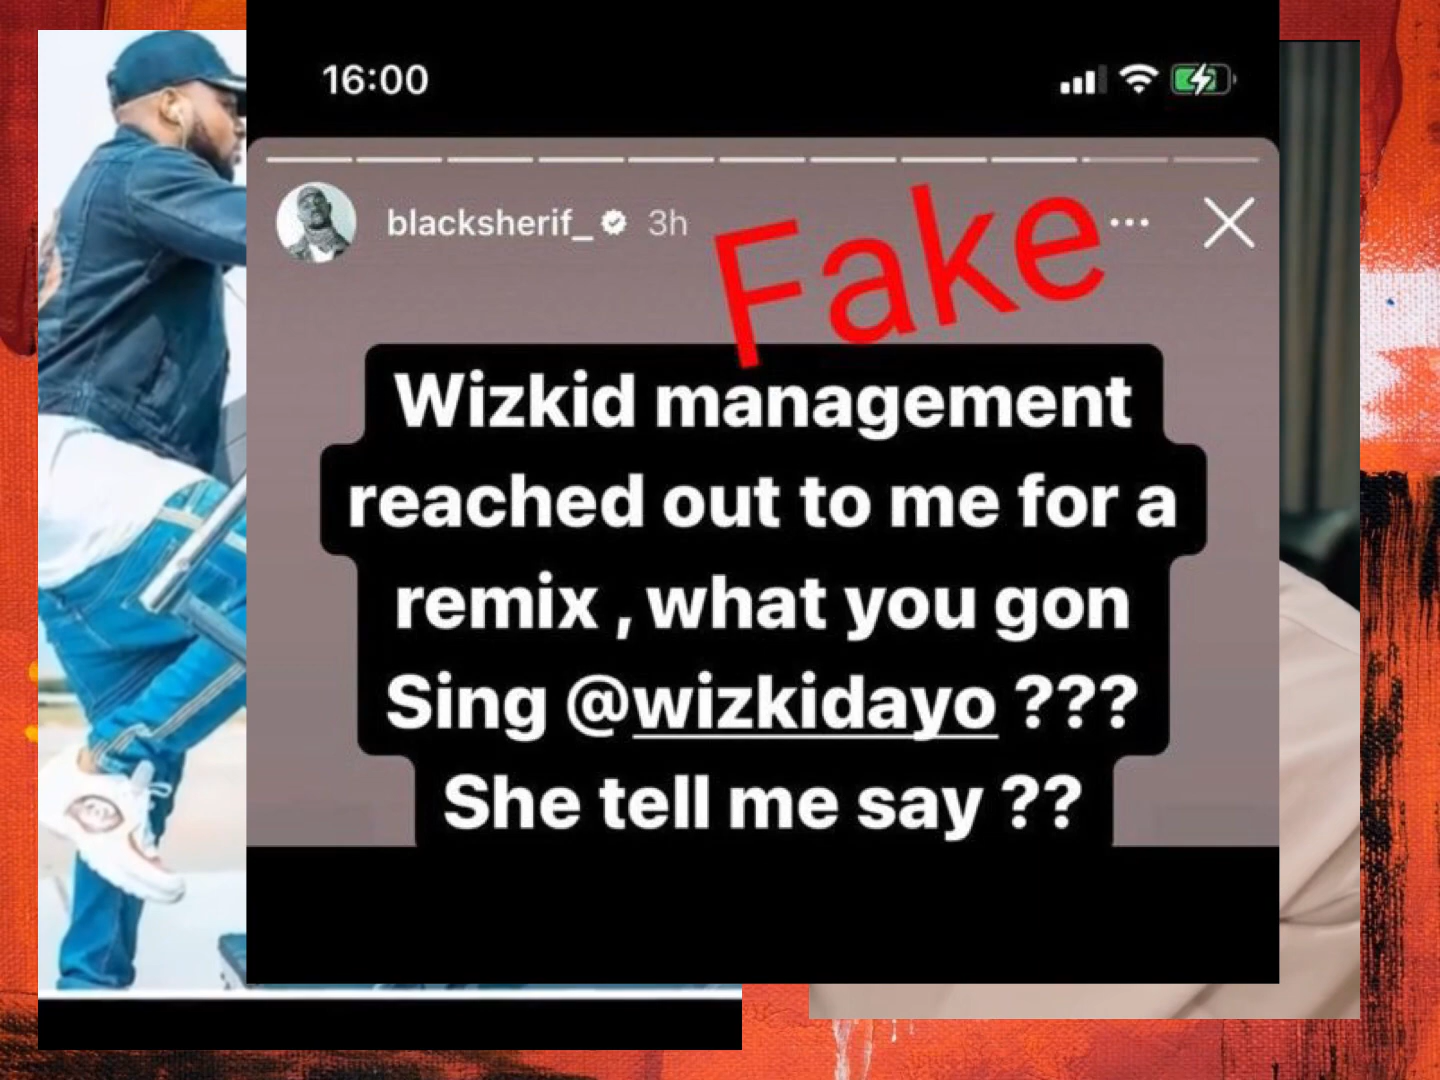 16:00
blacksherif_ 3h
Fake
Wizkid management
reached out to me for a
remix , what you gon
Sing @wizkidayo ???
She tell me say ??